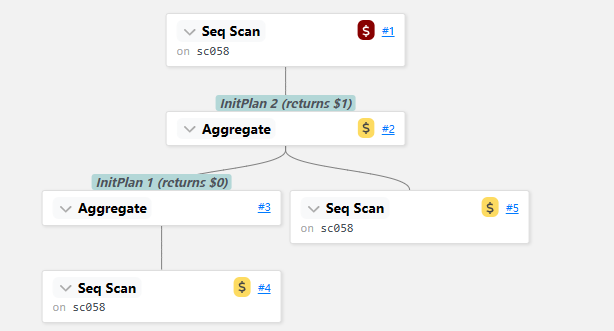 Seq Scan $ #1
on sc058
InitPlan 2 (returns $1)
Aggregate $ #2
InitPlan 1 (returns $0)
Aggregate #3
Seq Scan $ #5
on sc058
Seq Scan $ #4
on sc058